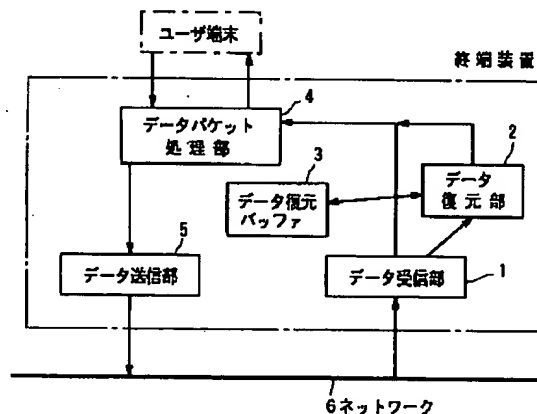 ユーザ端末
終端装置
4
データパケット
処理部
2
データ
復元部
3
データ復元
バッファ
5
データ送信部
データ受信部
1
6ネットワーク